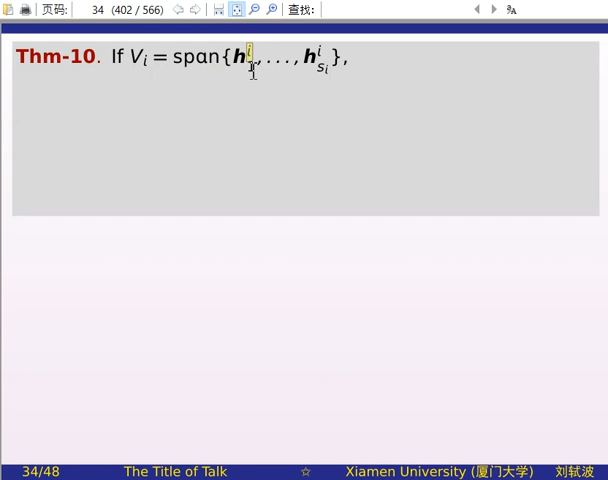 页码: 34 (402 / 566) 查找:
Thm-10. If V_i = span{h_1^i, . . . , h_{s_i}^i},
34/48 The Title of Talk ☆ Xiamen University (厦门大学) 刘轼波